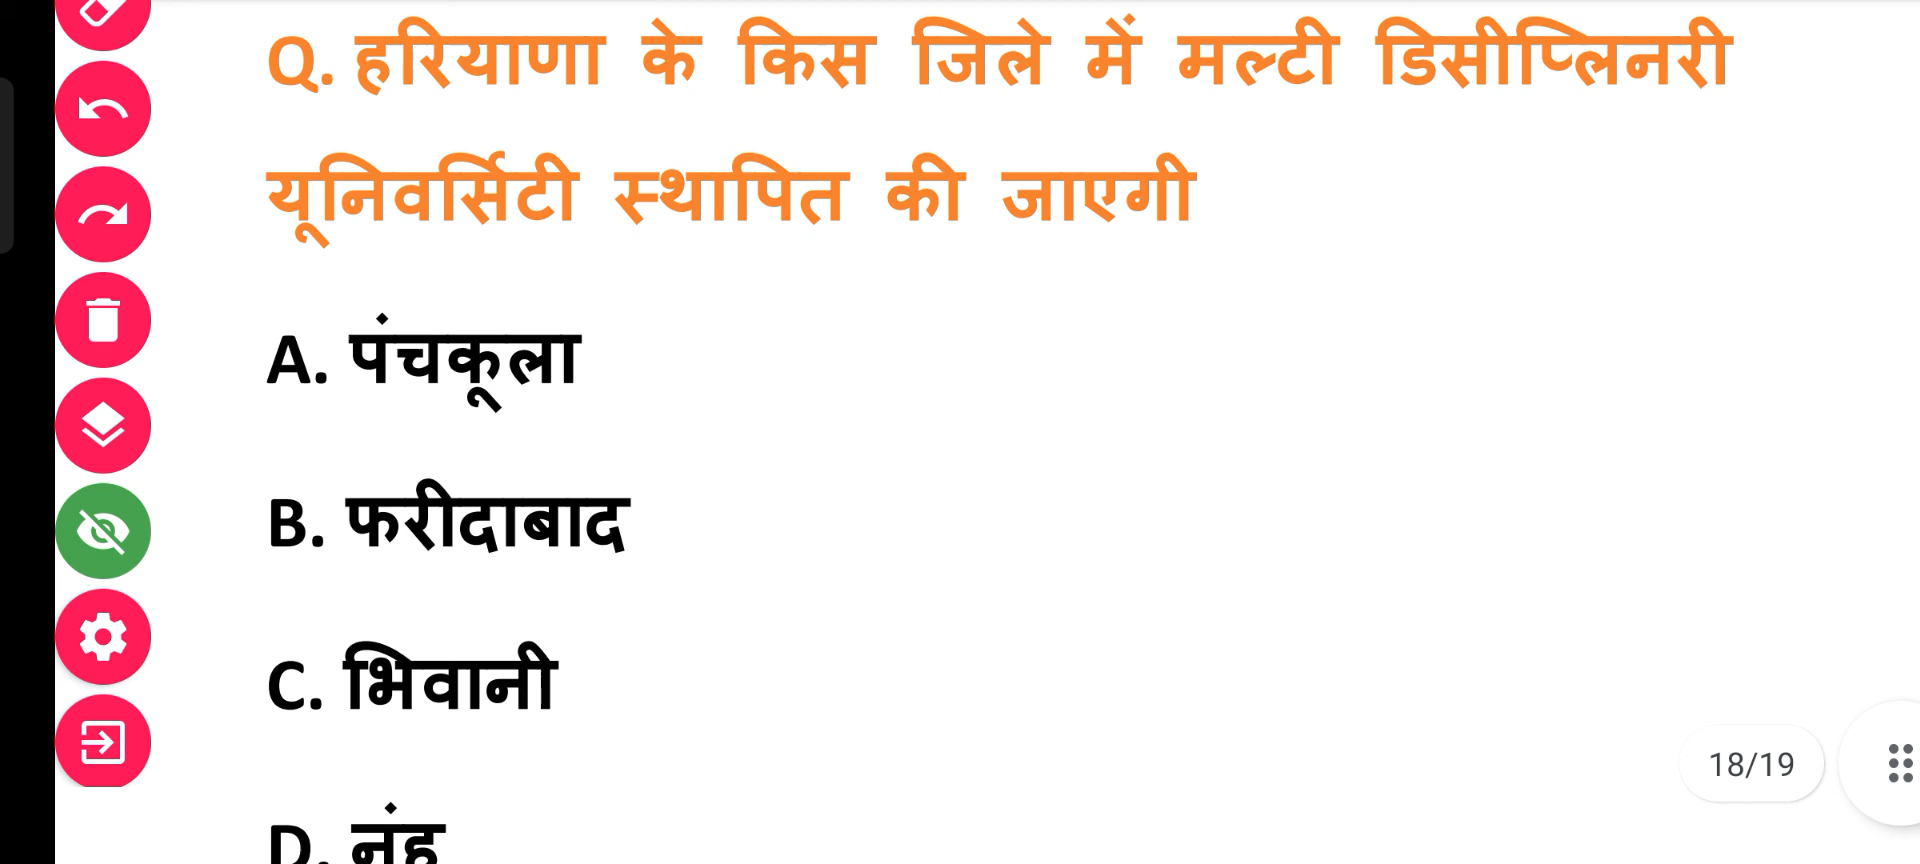 Q. हरियाणा के किस जिले में मल्टी डिसीप्लिनरी
यूनिवर्सिटी स्थापित की जाएगी
A. पंचकूला
B. फरीदाबाद
C. भिवानी
18/19
D.